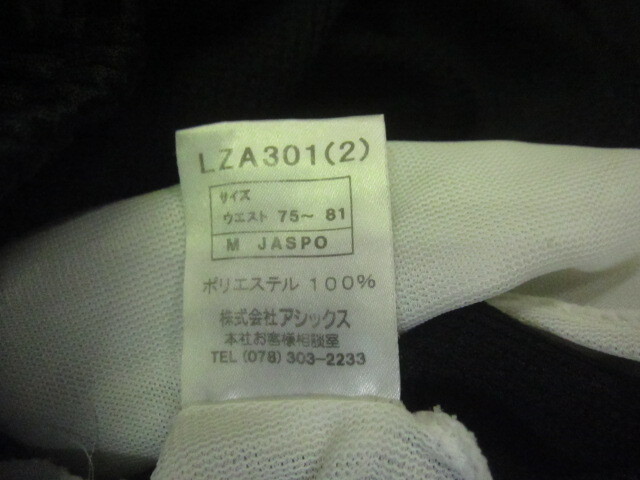 LZA301(2)
サイズ
ウエスト 75～ 81
M JASPO
ポリエステル 100%
株式会社アシックス
本社お客様相談室
TEL (078) 303-2233